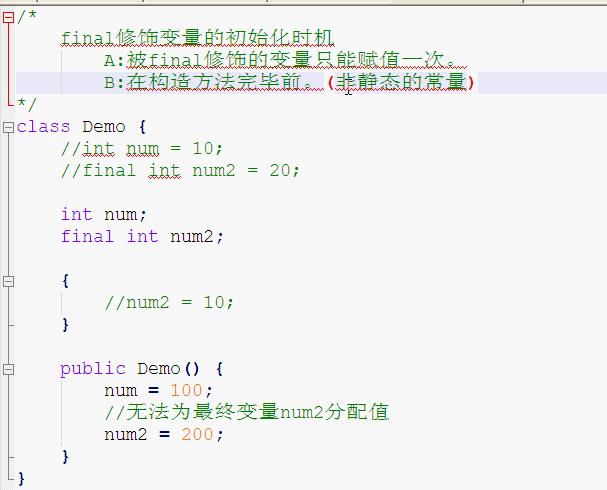 /*
final修饰变量的初始化时机
A:被final修饰的变量只能赋值一次。
B:在构造方法完毕前。(非静态的常量)
*/
class Demo {
//int num = 10;
//final int num2 = 20;
int num;
final int num2;
{
//num2 = 10;
}
public Demo() {
num = 100;
//无法为最终变量num2分配值
num2 = 200;
}
}